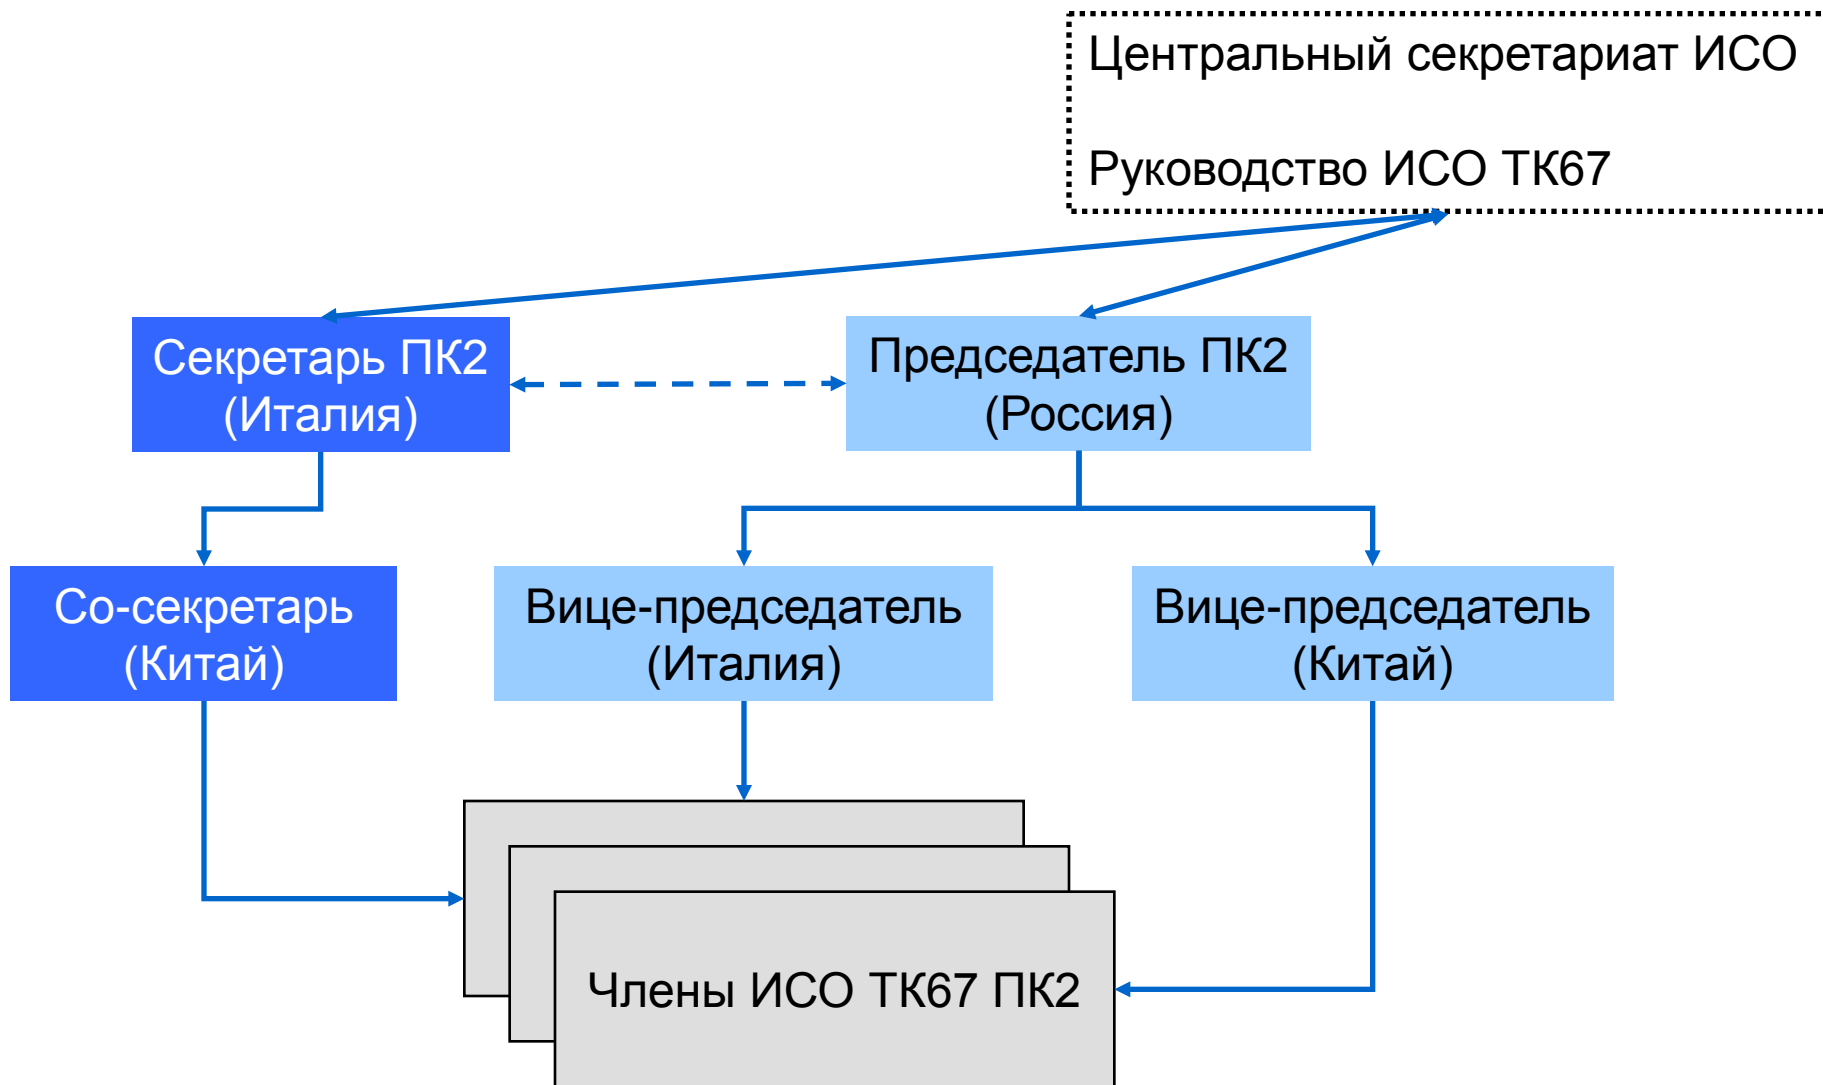 Центральный секретариат ИСО
Руководство ИСО ТК67
Секретарь ПК2
(Италия)
Председатель ПК2
(Россия)
Со-секретарь
(Китай)
Вице-председатель
(Италия)
Вице-председатель
(Китай)
Члены ИСО ТК67 ПК2